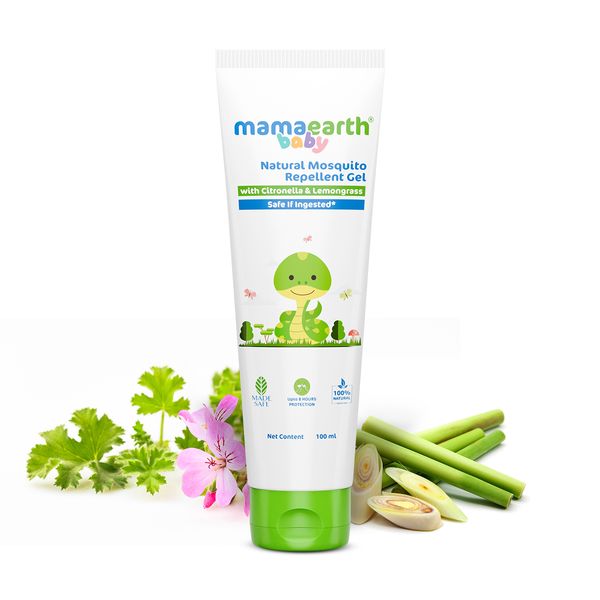 mamaearth®
baby
Natural Mosquito
Repellent Gel
with Citronella & Lemongrass
Safe If Ingested*
MADE
SAFE
Upto 8 HOURS
PROTECTION
100%
NATURAL
Net Content 100 mL